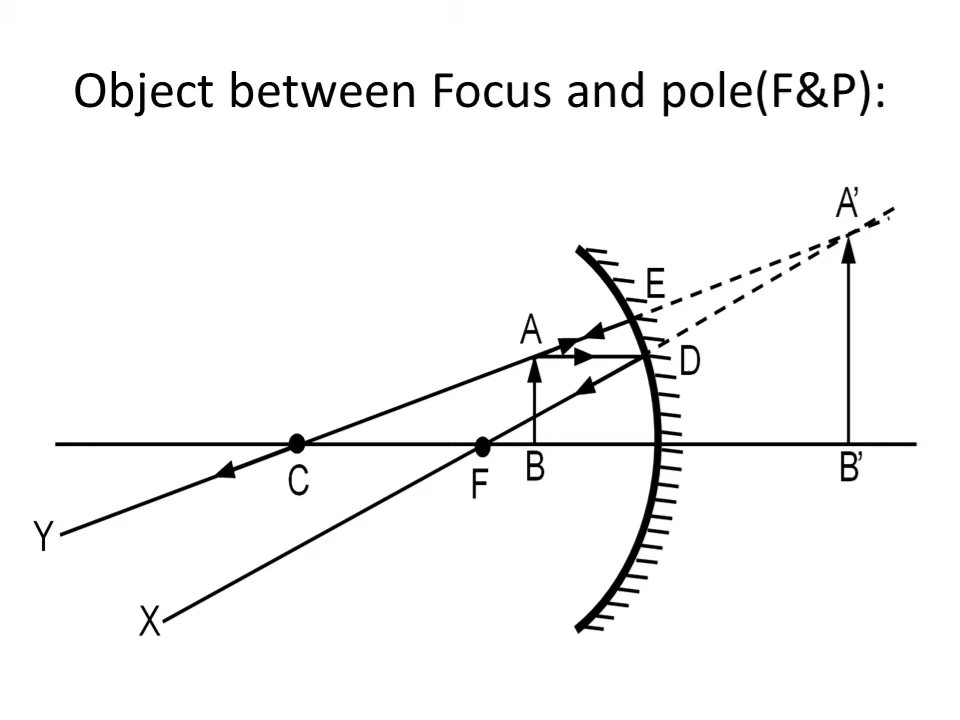 Object between Focus and pole(F&P):
A’
E
A
D
C
F
B
B’
Y
X